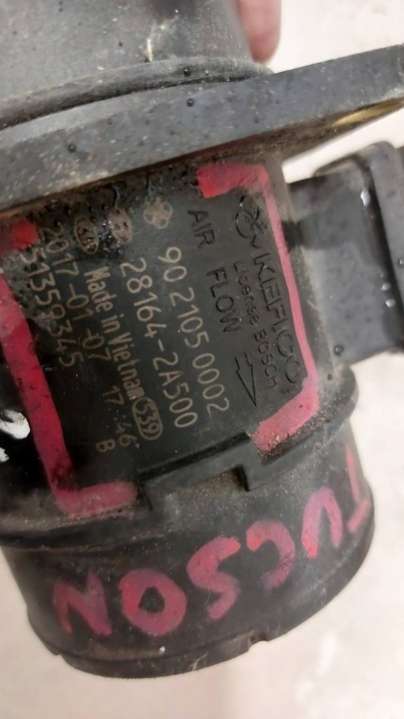 KEFICO
License BOSCH
AIR FLOW
90 2105 0002
28164-2A500
Made in Vietnam
2017-01-07 17:46
31359345 B
TUCSON